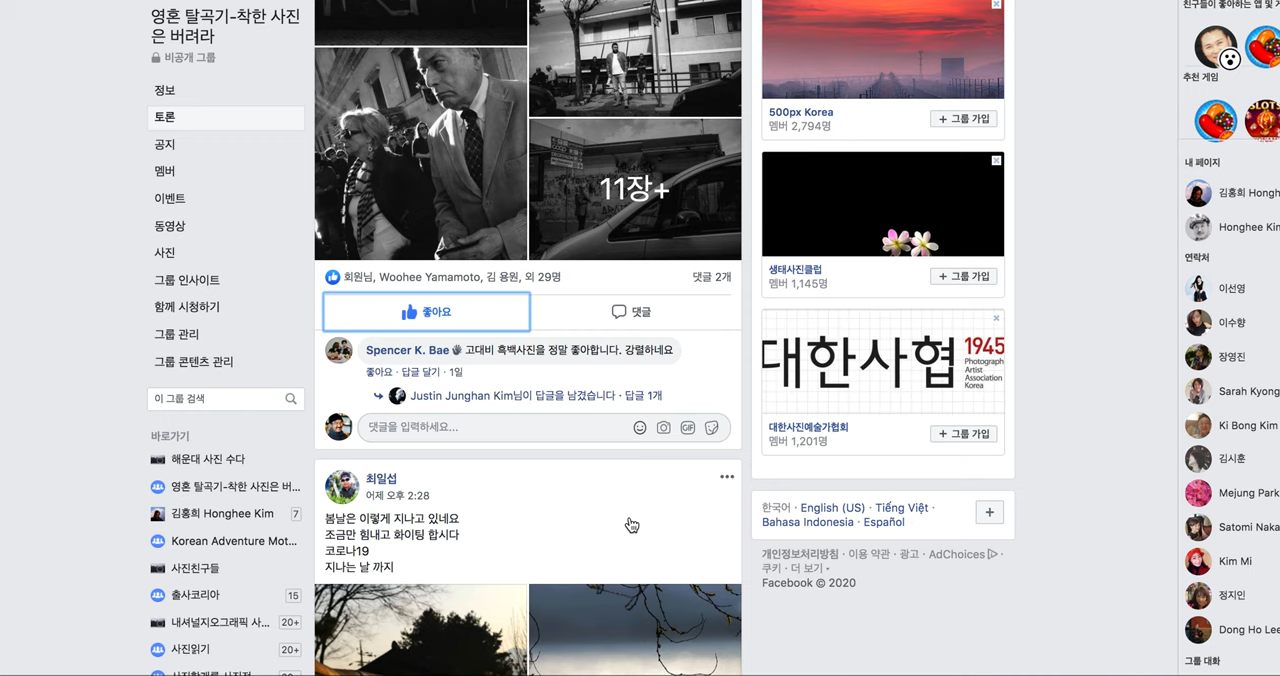 영혼 탈곡기-착한 사진
은 버려라
비공개 그룹
정보
토론
공지
멤버
이벤트
동영상
사진
그룹 인사이트
함께 시청하기
그룹 관리
그룹 콘텐츠 관리
이 그룹 검색
바로가기
해운대 사진 수다
영혼 탈곡기-착한 사진은 버...
김홍희 Honghee Kim 7
Korean Adventure Mot...
사진친구들
출사코리아 15
내셔널지오그래픽 사... 20+
사진읽기 20+
11장+
회원님, Woohee Yamamoto, 김 용원, 외 29명 댓글 2개
좋아요 댓글
Spencer K. Bae 고대비 흑백사진을 정말 좋아합니다. 강렬하네요
좋아요 · 답글 달기 · 1일
Justin Junghan Kim님이 답글을 남겼습니다 · 답글 1개
댓글을 입력하세요...
GIF
최일섭
어제 오후 2:28
봄날은 이렇게 지나고 있네요
조금만 힘내고 화이팅 합시다
코로나19
지나는 날 까지
500px Korea
멤버 2,794명
+ 그룹 가입
생태사진클럽
멤버 1,145명
+ 그룹 가입
대한사협 1945
Photograph
Artist
Association
Korea
대한사진예술가협회
멤버 1,201명
+ 그룹 가입
한국어 · English (US) · Tiếng Việt ·
Bahasa Indonesia · Español
개인정보처리방침 · 이용 약관 · 광고 · AdChoices ·
쿠키 · 더 보기
Facebook © 2020
친구들이 좋아하는 앱 및
추천 게임
SLOTS
내 페이지
김홍희 Hongh
Honghee Kim
연락처
이선영
이수향
장영진
Sarah Kyong
Ki Bong Kim
김시훈
Mejung Park
Satomi Naka
Kim Mi
정지인
Dong Ho Lee
그룹 대화